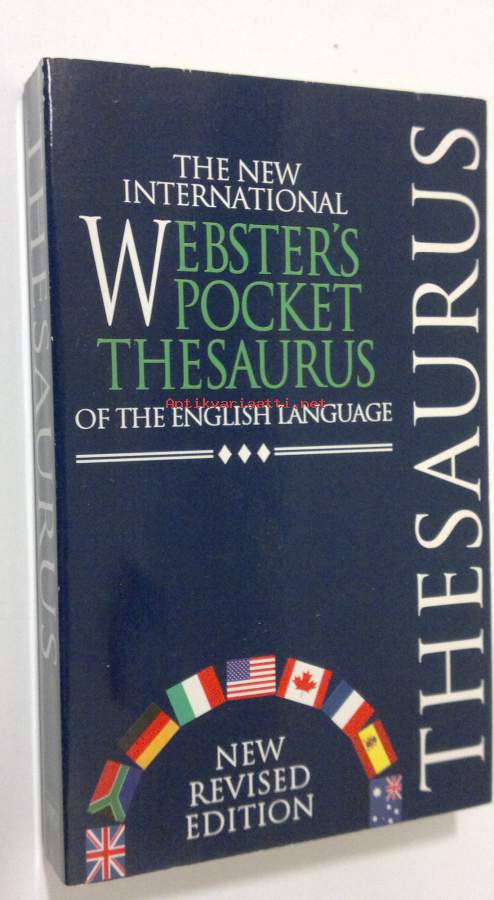 THE NEW
INTERNATIONAL
WEBSTER'S
POCKET
THESAURUS
OF THE ENGLISH LANGUAGE
Antikvariaatti.net
NEW
REVISED
EDITION
THESAURUS
THESAURUS